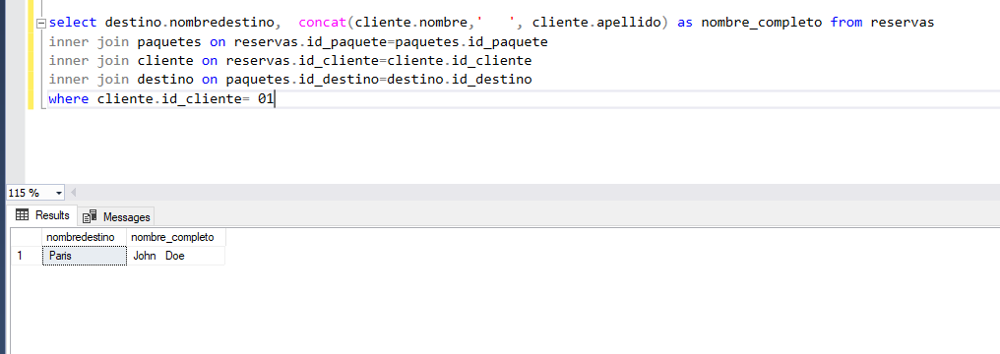 select destino.nombredestino,  concat(cliente.nombre,'   ', cliente.apellido) as nombre_completo from reservas
inner join paquetes on reservas.id_paquete=paquetes.id_paquete
inner join cliente on reservas.id_cliente=cliente.id_cliente
inner join destino on paquetes.id_destino=destino.id_destino
where cliente.id_cliente= 01
115 %
Results Messages
nombredestino nombre_completo
1 Paris John   Doe